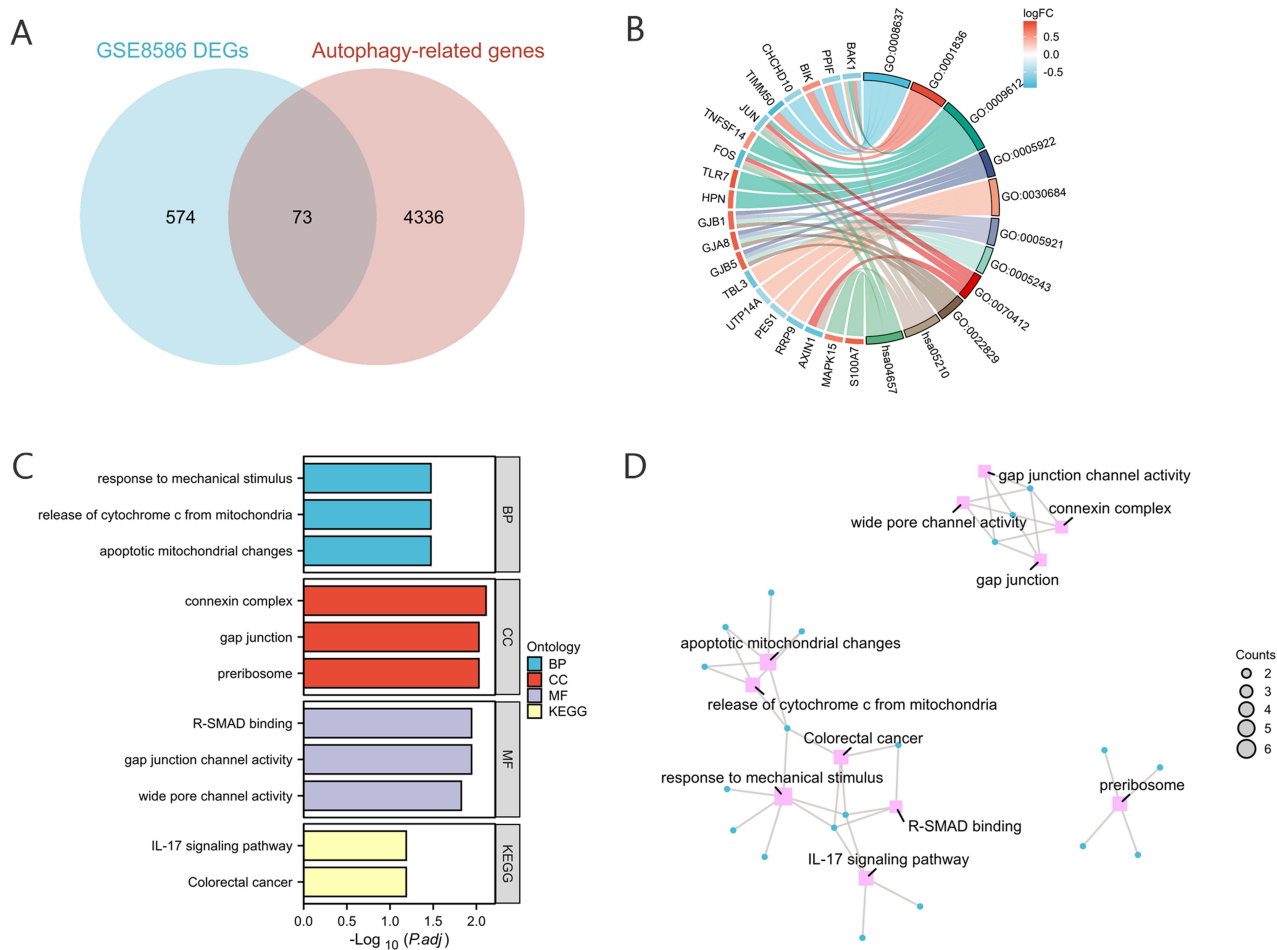 A
GSE8586 DEGs
Autophagy-related genes
574
73
4336
B
logFC
0.5
0.0
-0.5
BAK1
PPIF
BIK
CHCHD10
TIMM50
JUN
TNFSF14
FOS
TLR7
HPN
GJB1
GJA8
GJB5
TBL3
UTP14A
PES1
RRP9
AXIN1
MAPK15
S100A7
GO:0008637
GO:0001836
GO:0009612
GO:0005922
GO:0030684
GO:0005921
GO:0005243
GO:0070412
GO:0022829
hsa05210
hsa04657
C
response to mechanical stimulus
release of cytochrome c from mitochondria
apoptotic mitochondrial changes
BP
connexin complex
gap junction
preribosome
CC
R-SMAD binding
gap junction channel activity
wide pore channel activity
MF
IL-17 signaling pathway
Colorectal cancer
KEGG
0.0 0.5 1.0 1.5 2.0
-Log 10 (P.adj)
Ontology
BP
CC
MF
KEGG
D
gap junction channel activity
connexin complex
wide pore channel activity
gap junction
apoptotic mitochondrial changes
release of cytochrome c from mitochondria
Colorectal cancer
response to mechanical stimulus
R-SMAD binding
IL-17 signaling pathway
preribosome
Counts
2
3
4
5
6